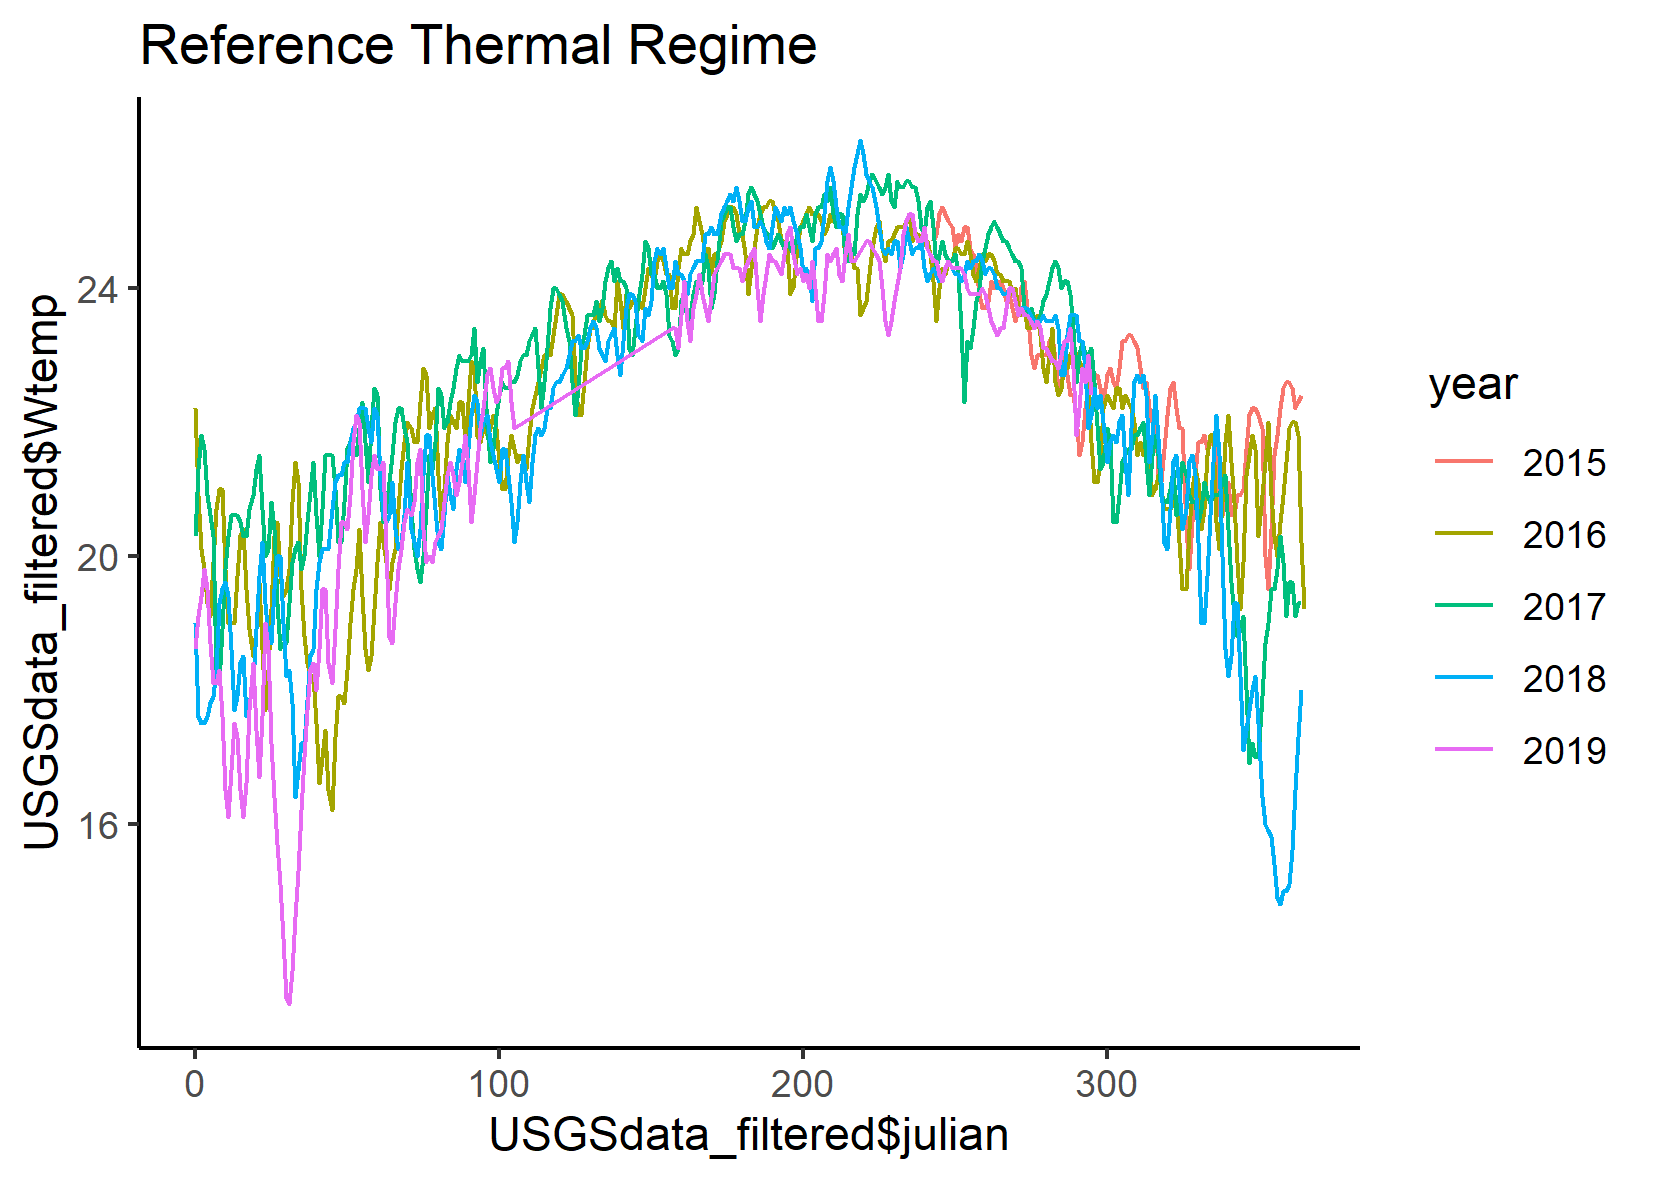 Reference Thermal Regime
USGSdata_filtered$Wtemp
24
20
16
0 100 200 300
USGSdata_filtered$julian
year
2015
2016
2017
2018
2019